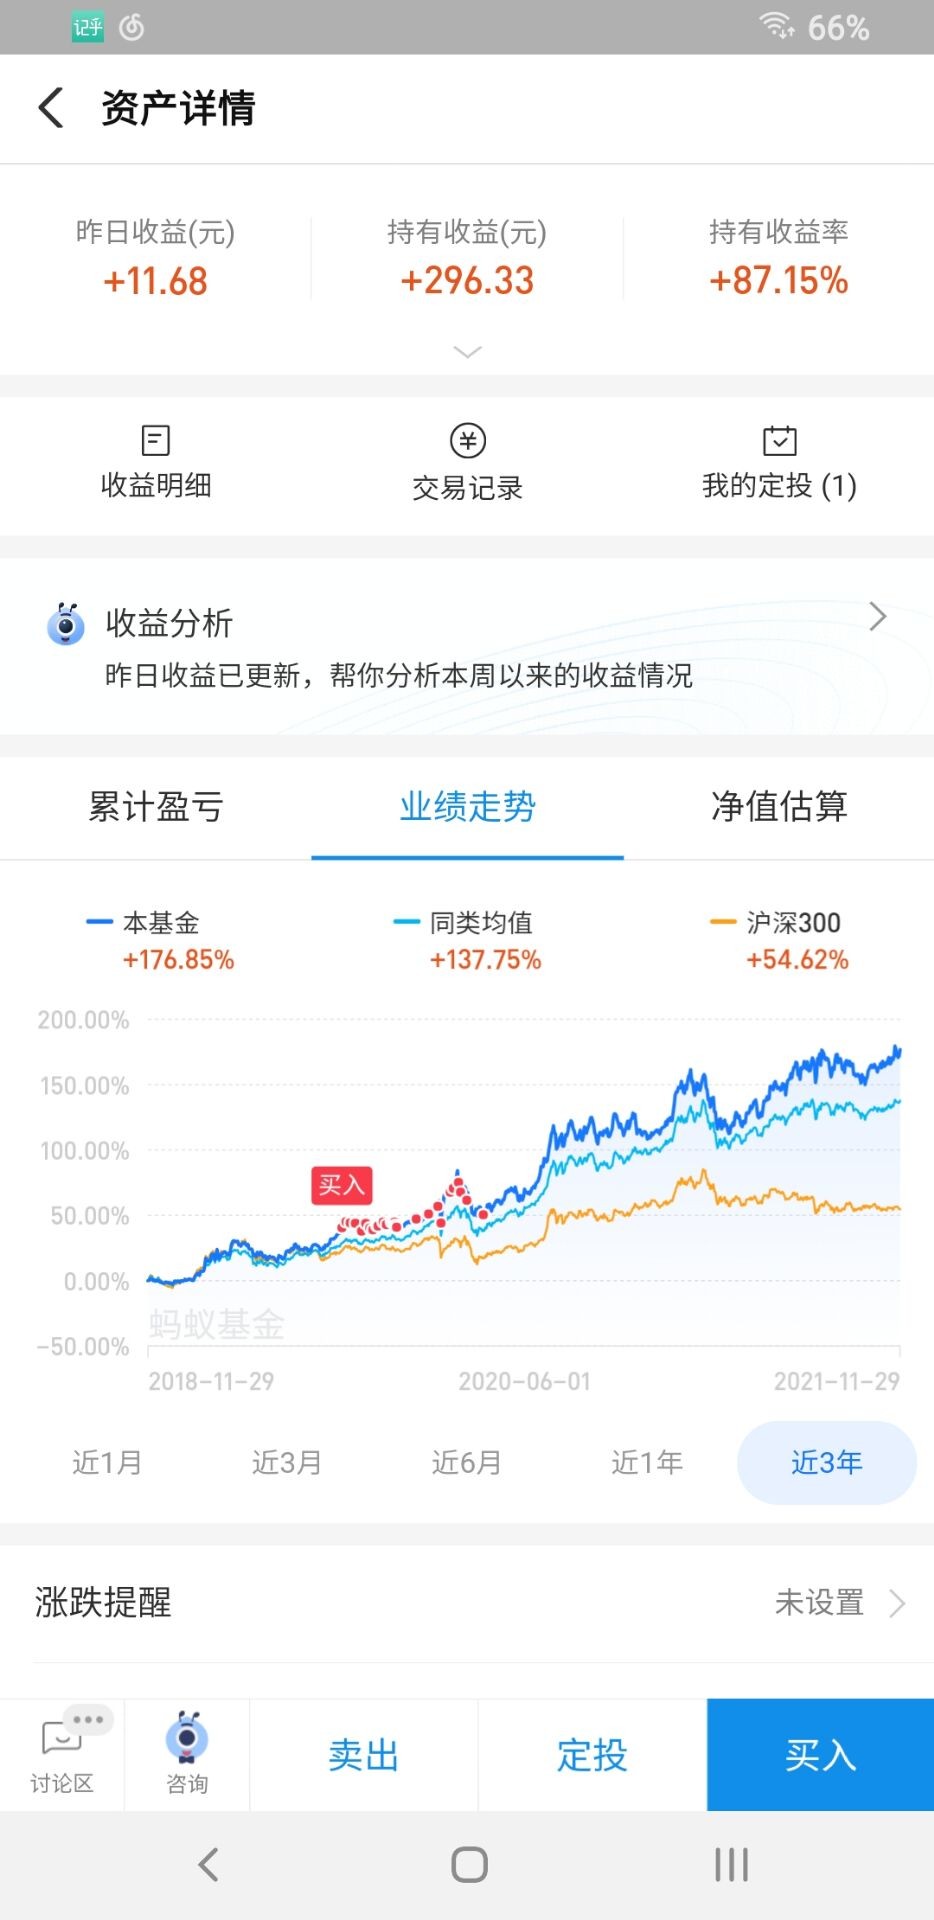 记乎
66%
资产详情
昨日收益(元) 持有收益(元) 持有收益率
+11.68 +296.33 +87.15%
收益明细 交易记录 我的定投 (1)
收益分析
昨日收益已更新，帮你分析本周以来的收益情况
累计盈亏 业绩走势 净值估算
本基金 同类均值 沪深300
+176.85% +137.75% +54.62%
200.00%
150.00%
100.00%
买入
50.00%
0.00%
蚂蚁基金
-50.00%
2018-11-29 2020-06-01 2021-11-29
近1月 近3月 近6月 近1年 近3年
涨跌提醒 未设置
讨论区 咨询 卖出 定投 买入